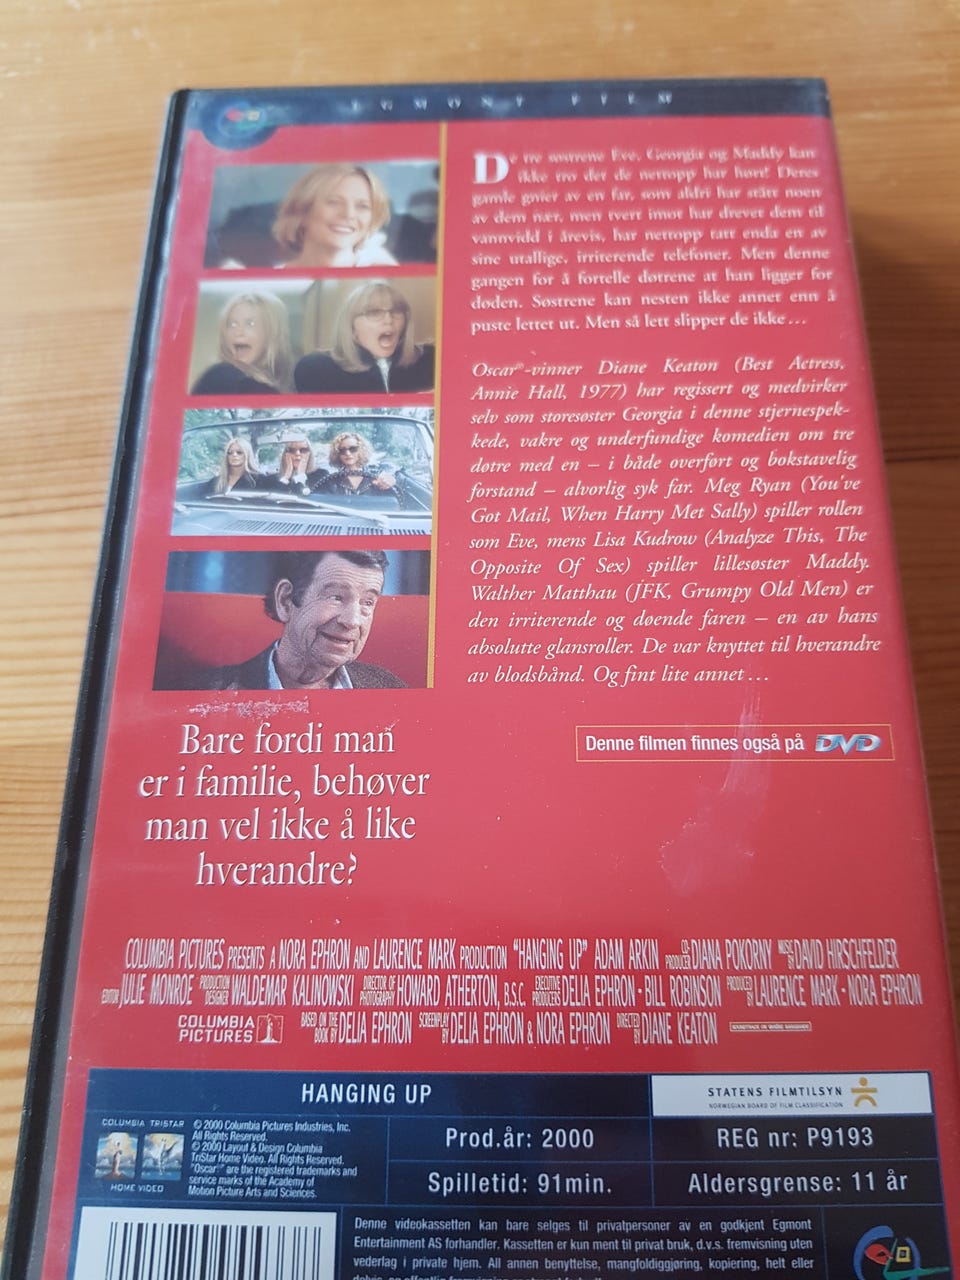 EGMONT FILM
De tre søstrene Eve, Georgia og Maddy kan
ikke tro det de nettopp har hørt! Deres
gamle gnier av en far, som aldri har stått noen
av dem nær, men tvert imot har drevet dem til
vannvidd i årevis, har nettopp tatt enda en av
sine utallige, irriterende telefoner. Men denne
gangen for å fortelle døtrene at han ligger for
døden. Søstrene kan nesten ikke annet enn å
puste lettet ut. Men så lett slipper de ikke...
Oscar®-vinner Diane Keaton (Best Actress,
Annie Hall, 1977) har regissert og medvirker
selv som storesøster Georgia i denne stjernespek-
kede, vakre og underfundige komedien om tre
døtre med en – i både overført og bokstavelig
forstand – alvorlig syk far. Meg Ryan (You've
Got Mail, When Harry Met Sally) spiller rollen
som Eve, mens Lisa Kudrow (Analyze This, The
Opposite Of Sex) spiller lillesøster Maddy.
Walther Matthau (JFK, Grumpy Old Men) er
den irriterende og døende faren – en av hans
absolutte glansroller. De var knyttet til hverandre
av blodsbånd. Og fint lite annet...
Bare fordi man
er i familie, behøver
man vel ikke å like
hverandre?
Denne filmen finnes også på DVD
COLUMBIA PICTURES PRESENTS A NORA EPHRON AND LAURENCE MARK PRODUCTION "HANGING UP" ADAM ARKIN CO-PRODUCER DIANA POKORNY MUSIC BY DAVID HIRSCHFELDER
EDITOR JULIE MONROE PRODUCTION DESIGNER WALDEMAR KALINOWSKI DIRECTOR OF PHOTOGRAPHY HOWARD ATHERTON, B.S.C. EXECUTIVE PRODUCERS DELIA EPHRON · BILL ROBINSON PRODUCED BY LAURENCE MARK · NORA EPHRON
COLUMBIA PICTURES BASED ON THE BOOK BY DELIA EPHRON SCREENPLAY BY DELIA EPHRON & NORA EPHRON DIRECTED BY DIANE KEATON
HANGING UP
STATENS FILMTILSYN
NORWEGIAN BOARD OF FILM CLASSIFICATION
COLUMBIA TRISTAR
HOME VIDEO
© 2000 Columbia Pictures Industries, Inc.
All Rights Reserved.
© 2000 Layout & Design Columbia
TriStar Home Video. All Rights Reserved.
"Oscar®" are the registered trademarks and
service marks of the Academy of
Motion Picture Arts and Sciences.
Prod.år: 2000
REG nr: P9193
Spilletid: 91min.
Aldersgrense: 11 år
Denne videokassetten kan bare selges til privatpersoner av en godkjent Egmont
Entertainment AS forhandler. Kassetten er kun ment til privat bruk, d.v.s. fremvisning uten
vederlag i private hjem. All annen benyttelse, mangfoldiggjøring, kopiering, helt eller